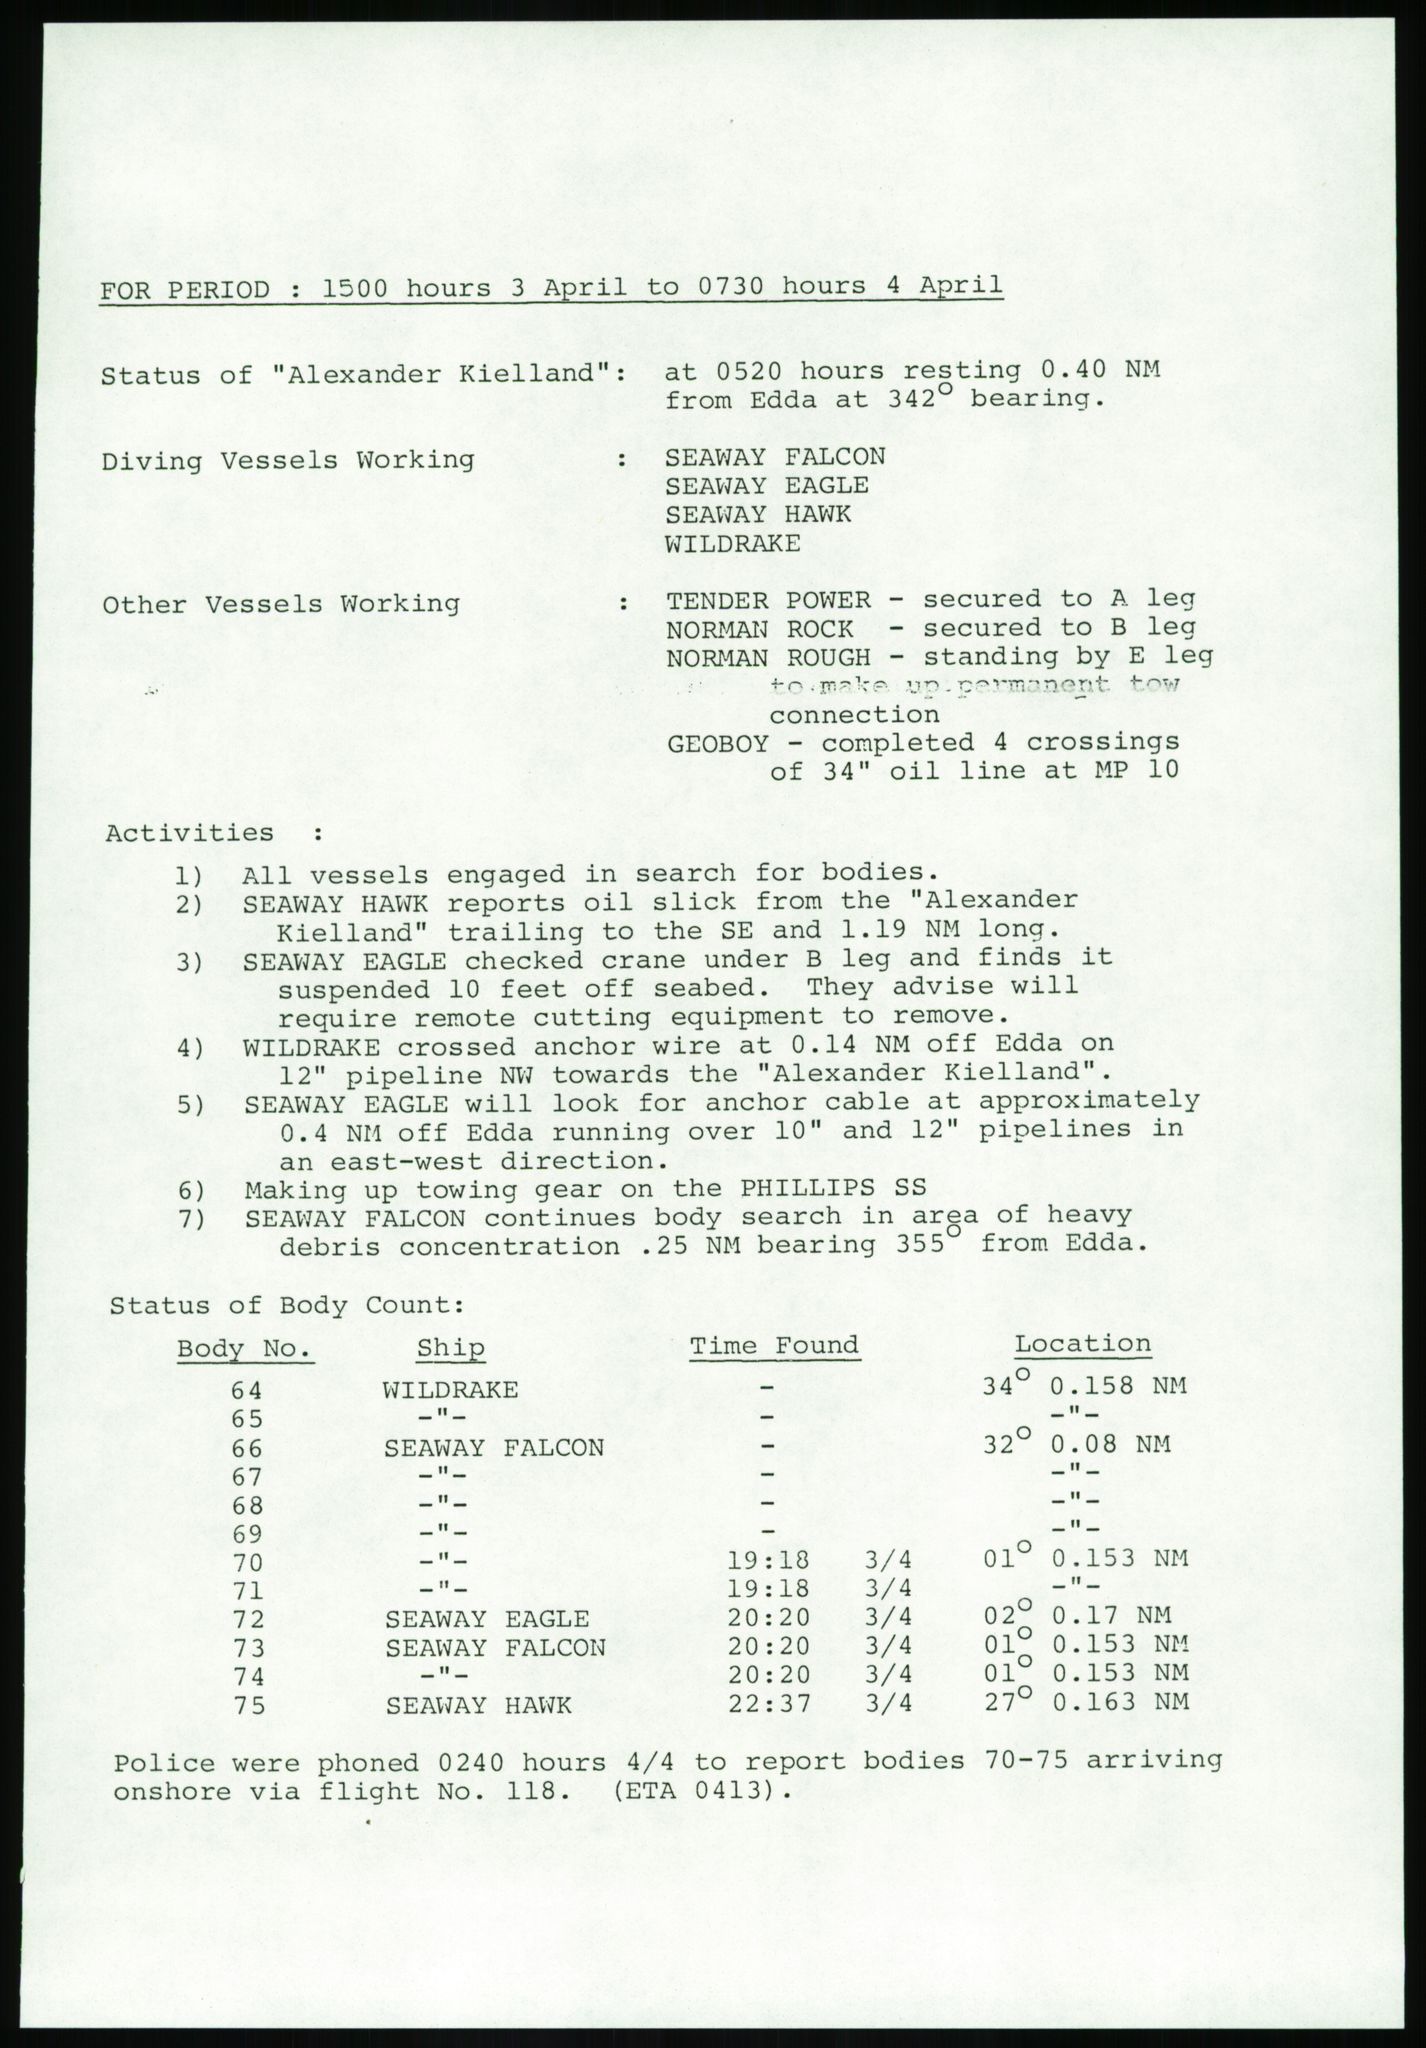 FOR PERIOD : 1500 hours 3 April to 0730 hours 4 April
Status of "Alexander Kielland": at 0520 hours resting 0.40 NM
from Edda at 342° bearing.
Diving Vessels Working : SEAWAY FALCON
SEAWAY EAGLE
SEAWAY HAWK
WILDRAKE
Other Vessels Working : TENDER POWER - secured to A leg
NORMAN ROCK - secured to B leg
NORMAN ROUGH - standing by E leg
to make up permanent tow
connection
GEOBOY - completed 4 crossings
of 34" oil line at MP 10
Activities :
1) All vessels engaged in search for bodies.
2) SEAWAY HAWK reports oil slick from the "Alexander
Kielland" trailing to the SE and 1.19 NM long.
3) SEAWAY EAGLE checked crane under B leg and finds it
suspended 10 feet off seabed. They advise will
require remote cutting equipment to remove.
4) WILDRAKE crossed anchor wire at 0.14 NM off Edda on
12" pipeline NW towards the "Alexander Kielland".
5) SEAWAY EAGLE will look for anchor cable at approximately
0.4 NM off Edda running over 10" and 12" pipelines in
an east-west direction.
6) Making up towing gear on the PHILLIPS SS
7) SEAWAY FALCON continues body search in area of heavy
debris concentration .25 NM bearing 355° from Edda.
Status of Body Count:
Body No. Ship Time Found Location
64 WILDRAKE - 34° 0.158 NM
65 -"- - -"-
66 SEAWAY FALCON - 32° 0.08 NM
67 -"- - -"-
68 -"- - -"-
69 -"- - -"-
70 -"- 19:18 3/4 01° 0.153 NM
71 -"- 19:18 3/4 -"-
72 SEAWAY EAGLE 20:20 3/4 02° 0.17 NM
73 SEAWAY FALCON 20:20 3/4 01° 0.153 NM
74 -"- 20:20 3/4 01° 0.153 NM
75 SEAWAY HAWK 22:37 3/4 27° 0.163 NM
Police were phoned 0240 hours 4/4 to report bodies 70-75 arriving
onshore via flight No. 118. (ETA 0413).